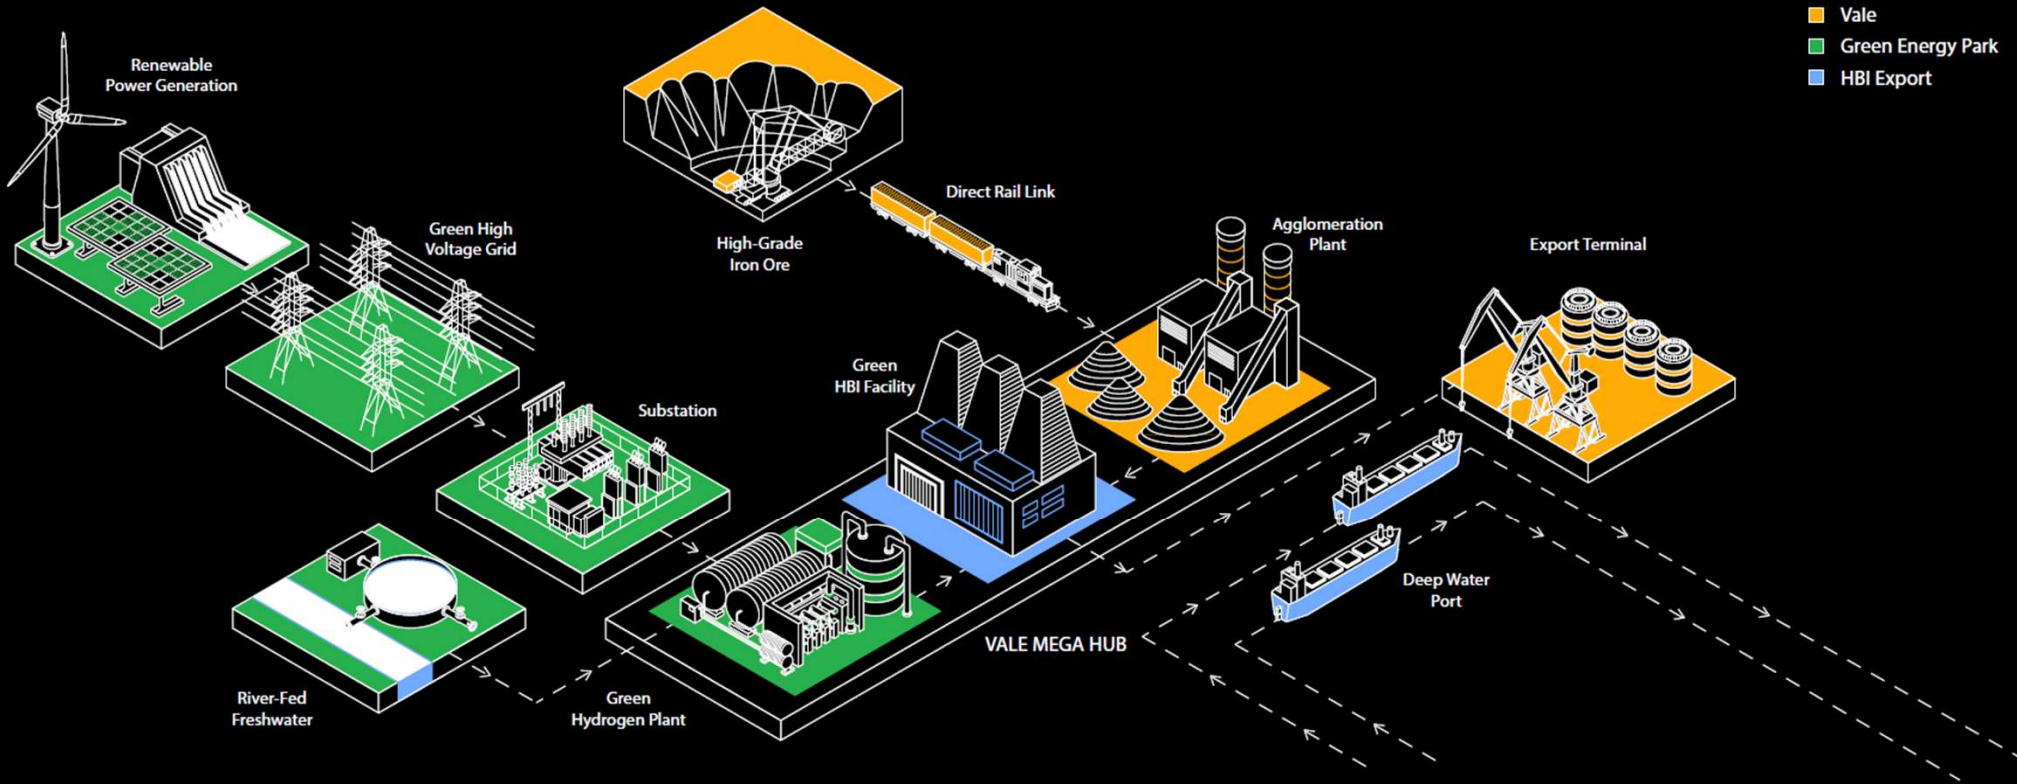 Vale
Green Energy Park
HBI Export
Renewable
Power Generation
Green High
Voltage Grid
Substation
River-Fed
Freshwater
Green
Hydrogen Plant
High-Grade
Iron Ore
Direct Rail Link
Agglomeration
Plant
Green
HBI Facility
VALE MEGA HUB
Export Terminal
Deep Water
Port